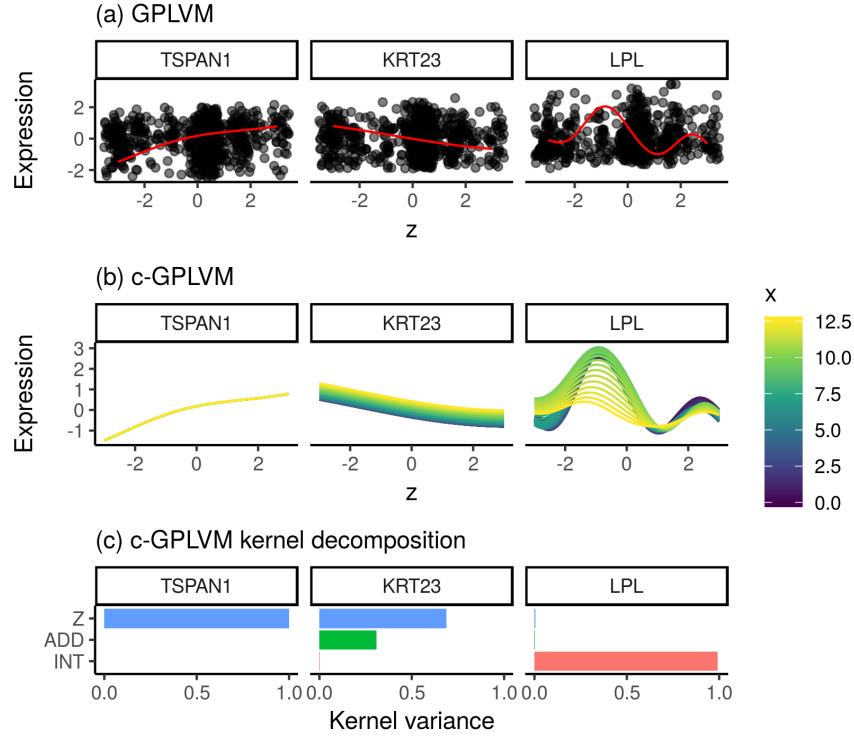 (a) GPLVM
TSPAN1 KRT23 LPL
Expression
2
0
-2
-2 0 2 -2 0 2 -2 0 2
z
(b) c-GPLVM
x
TSPAN1 KRT23 LPL
Expression
3
2
1
0
-1
-2 0 2 -2 0 2 -2 0 2
z
12.5
10.0
7.5
5.0
2.5
0.0
(c) c-GPLVM kernel decomposition
TSPAN1 KRT23 LPL
Z
ADD
INT
0.0 0.5 1.0 0.0 0.5 1.0 0.0 0.5 1.0
Kernel variance